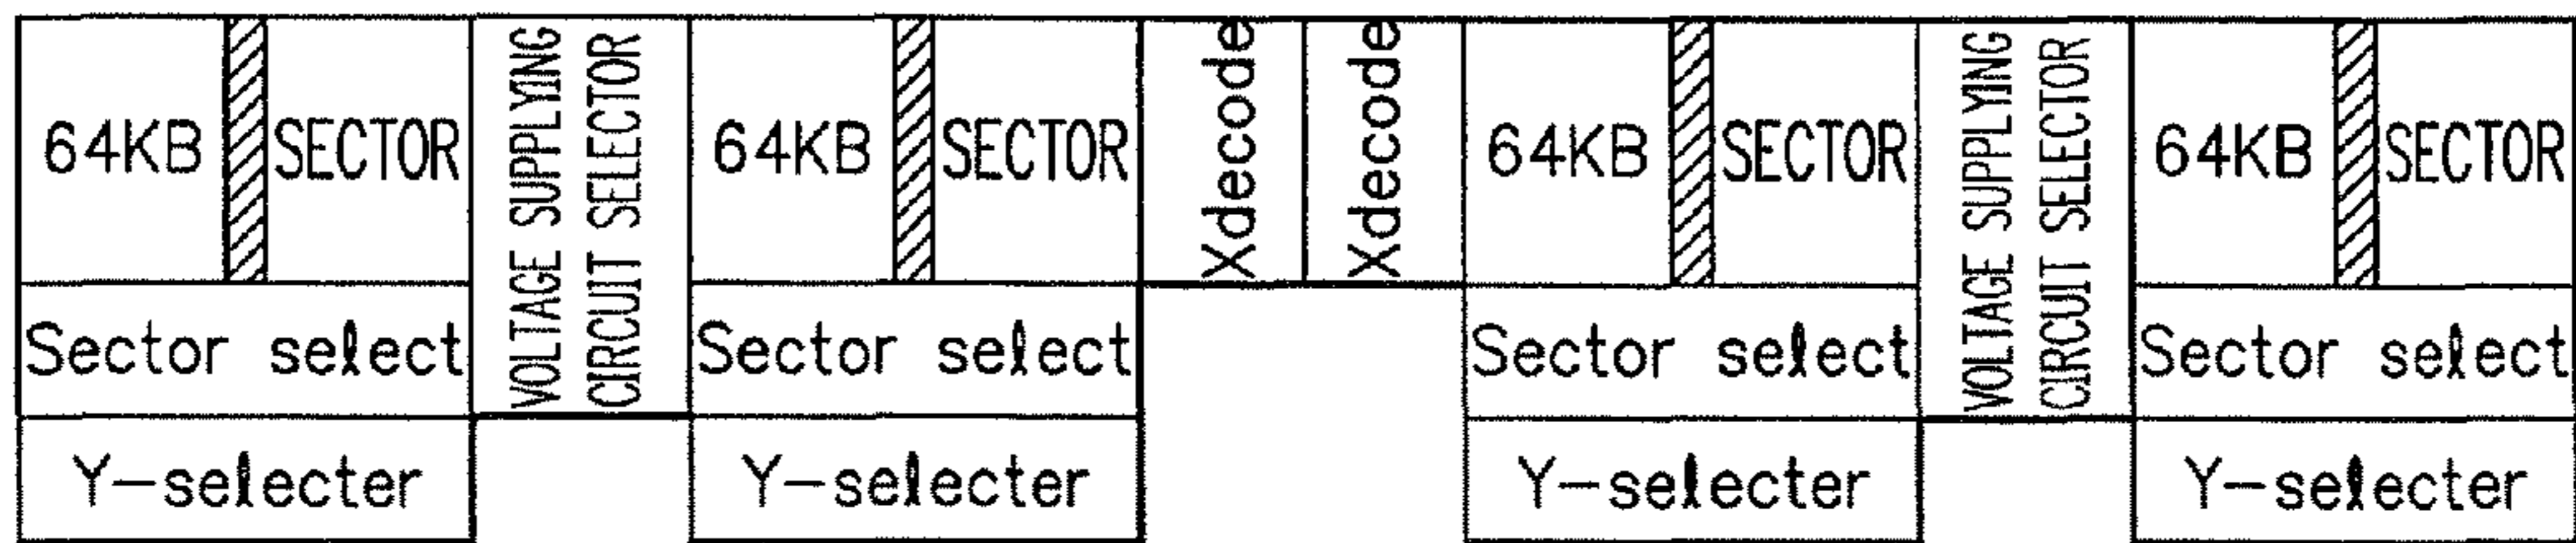 64KB SECTOR
VOLTAGE SUPPLYING
CIRCUIT SELECTOR
64KB SECTOR
Xdecode
Xdecode
64KB SECTOR
VOLTAGE SUPPLYING
CIRCUIT SELECTOR
64KB SECTOR
Sector select
Sector select
Sector select
Sector select
Y-selecter
Y-selecter
Y-selecter
Y-selecter